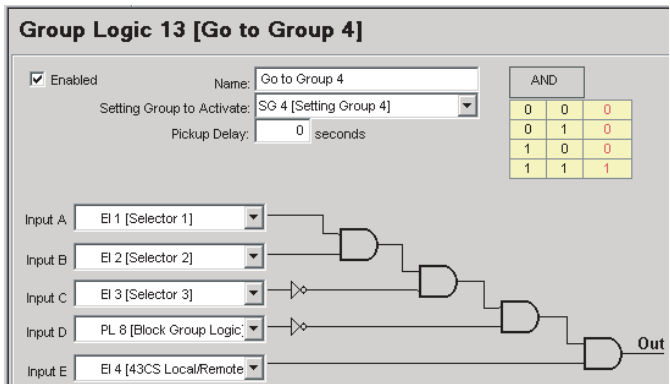 Group Logic 13 [Go to Group 4]
Enabled
Name: Go to Group 4
Setting Group to Activate: SG 4 [Setting Group 4]
Pickup Delay: 0 seconds
AND
0 0 0
0 1 0
1 0 0
1 1 1
Input A EI 1 [Selector 1]
Input B EI 2 [Selector 2]
Input C EI 3 [Selector 3]
Input D PL 8 [Block Group Logic]
Out
Input E EI 4 [43CS Local/Remote